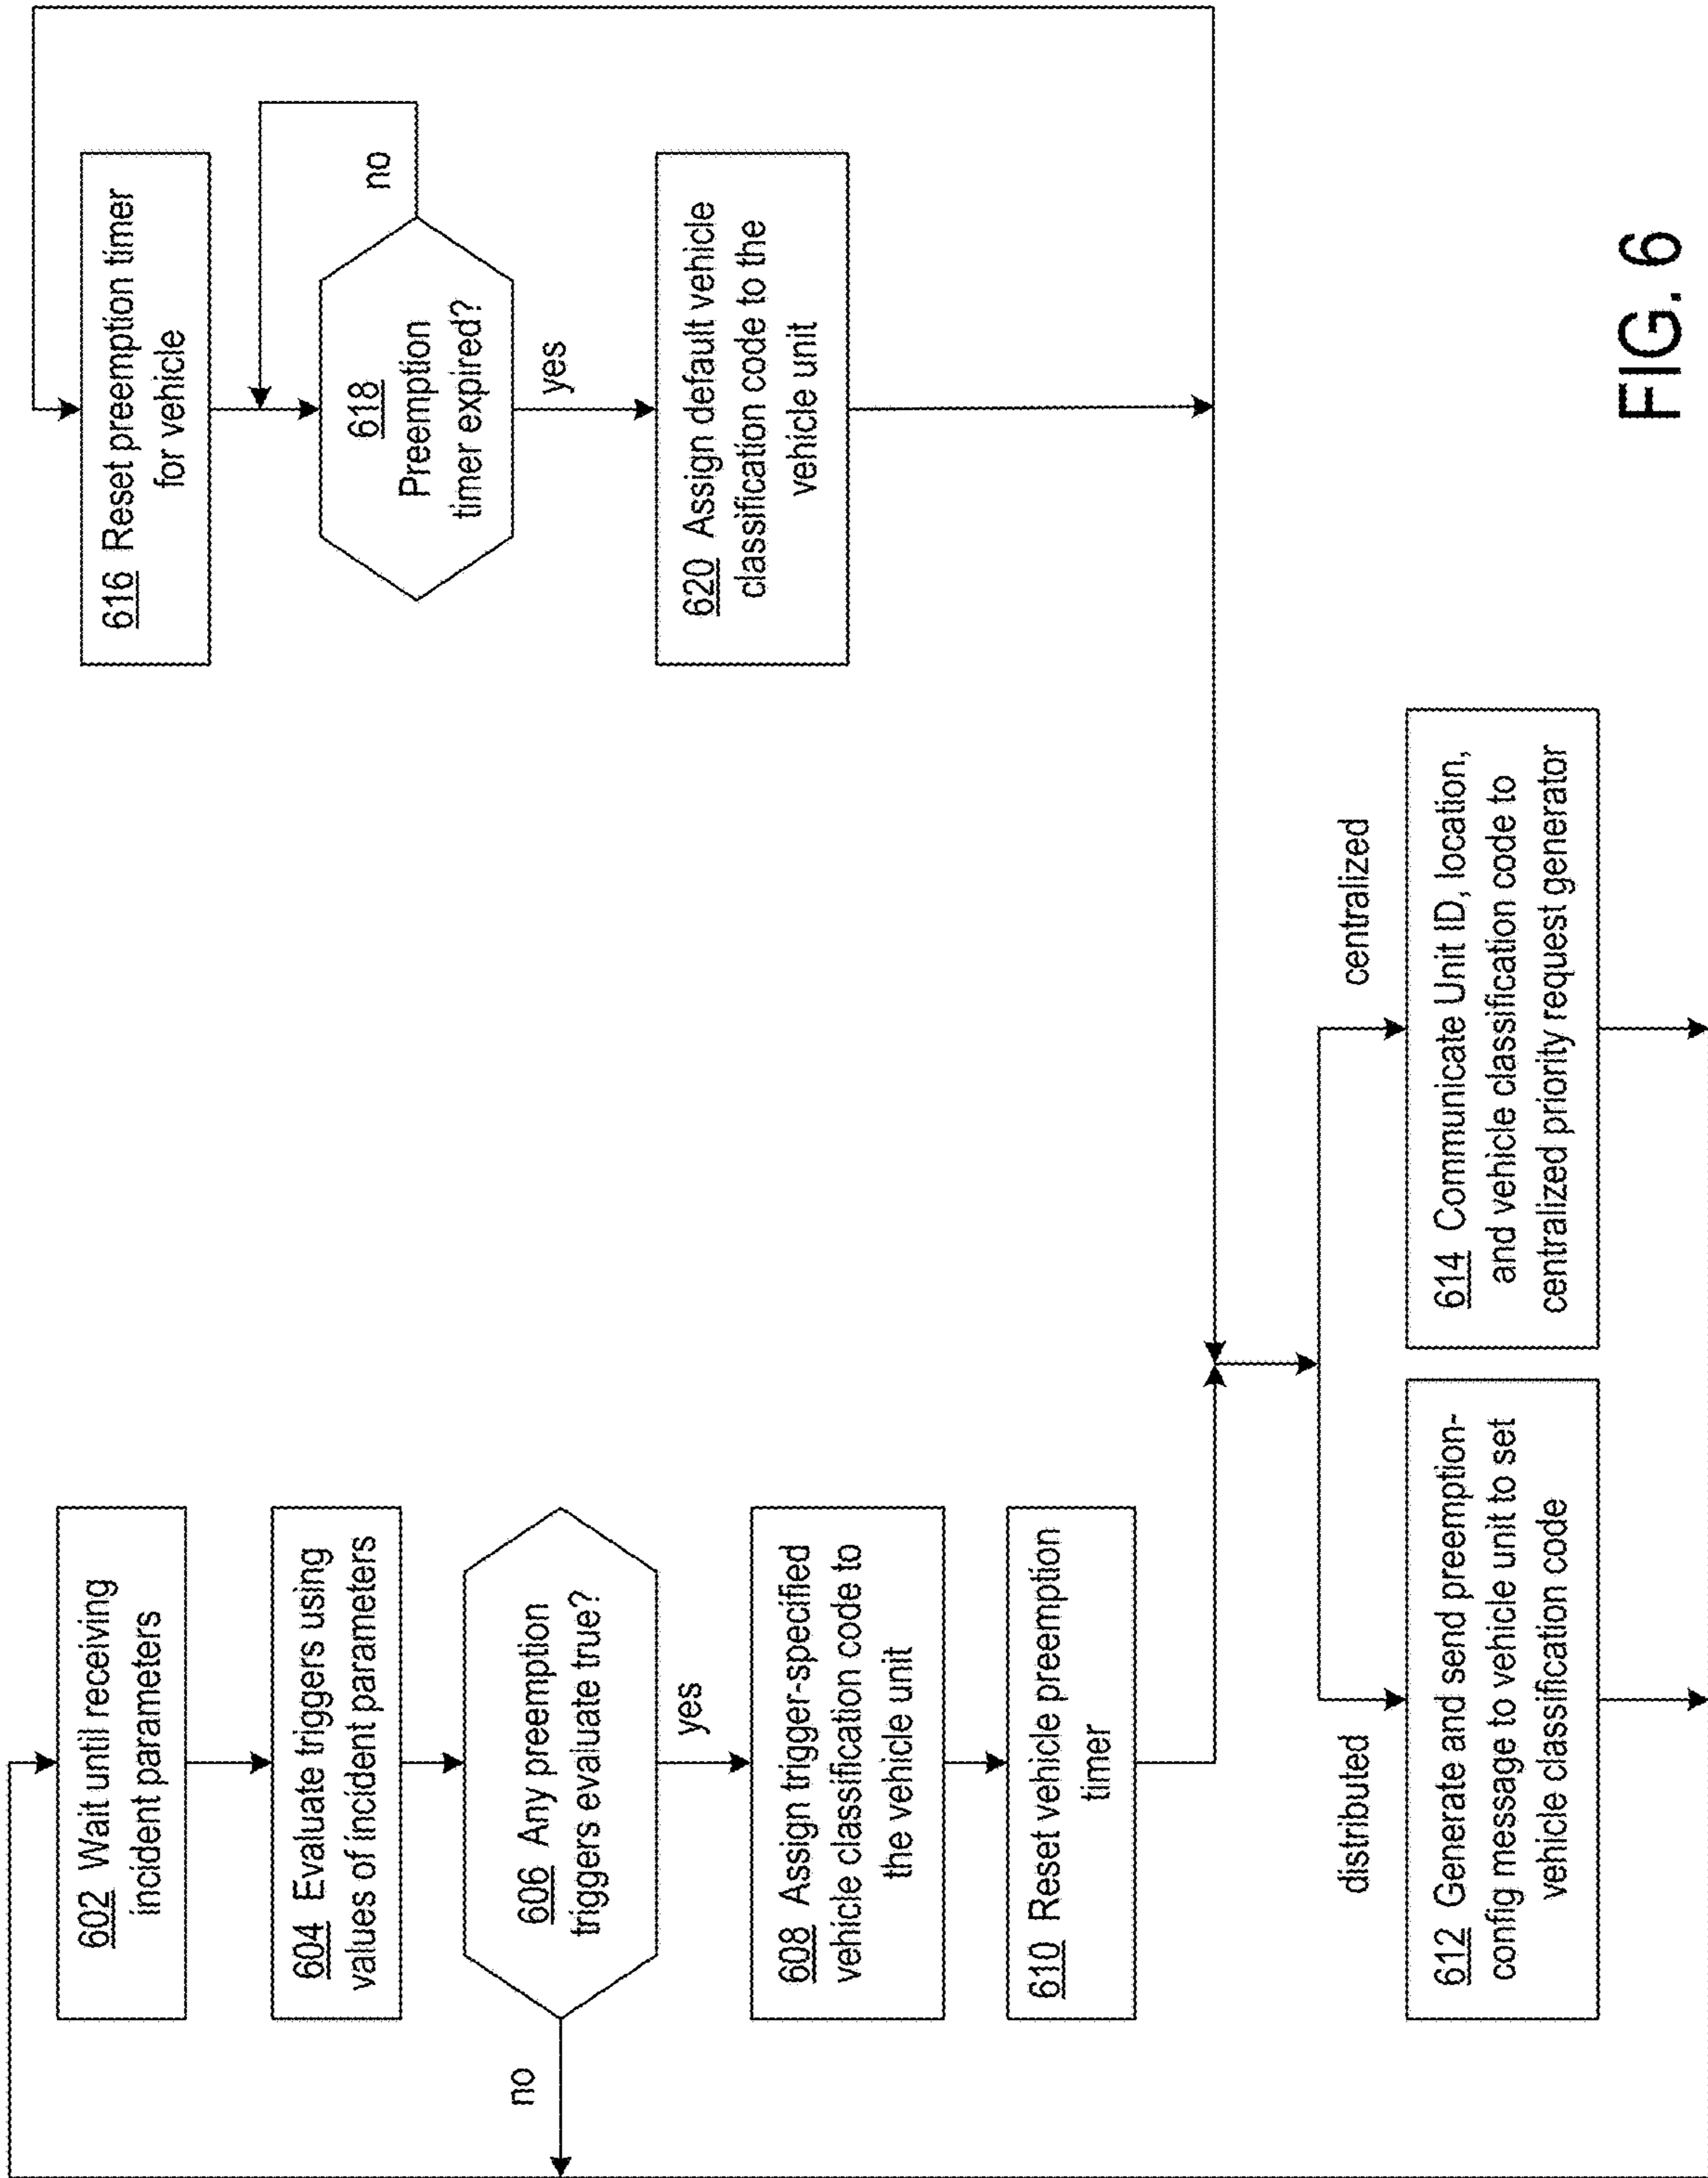 602 Wait until receiving
incident parameters
604 Evaluate triggers using
values of incident parameters
606 Any preemption
triggers evaluate true?
no
yes
608 Assign trigger-specified
vehicle classification code to
the vehicle unit
610 Reset vehicle preemption
timer
distributed
612 Generate and send preemption-
config message to vehicle unit to set
vehicle classification code
centralized
614 Communicate Unit ID, location,
and vehicle classification code to
centralized priority request generator
616 Reset preemption timer
for vehicle
618
Preemption
timer expired?
no
yes
620 Assign default vehicle
classification code to the
vehicle unit
FIG. 6